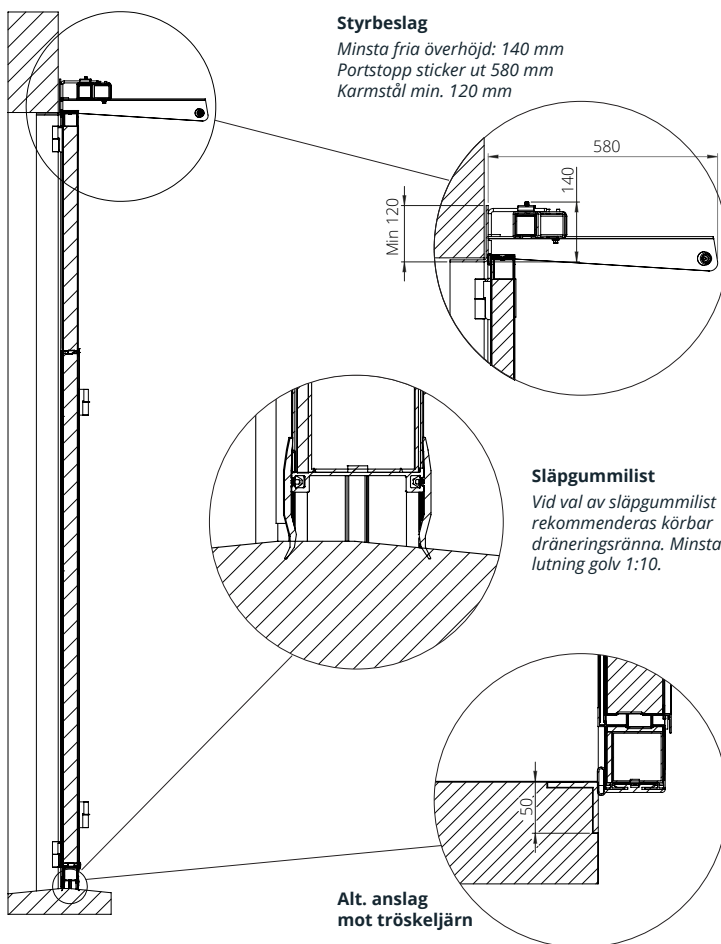 Styrbeslag
Minsta fria överhöjd: 140 mm
Portstopp sticker ut 580 mm
Karmstål min. 120 mm
580
140
Min 120
Släpgummilist
Vid val av släpgummilist
rekommenderas körbar
dräneringsränna. Minsta
lutning golv 1:10.
50
Alt. anslag
mot tröskeljärn